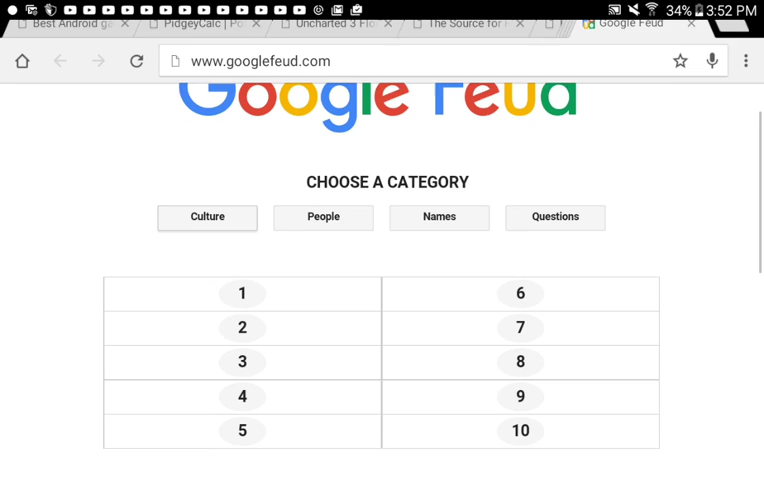 34% 3:52 PM
Best Android ga
PidgeyCalc | Po
Uncharted 3 Flo
The Source for
Google Feud
www.googlefeud.com
Google Feud
CHOOSE A CATEGORY
Culture People Names Questions
1 6
2 7
3 8
4 9
5 10